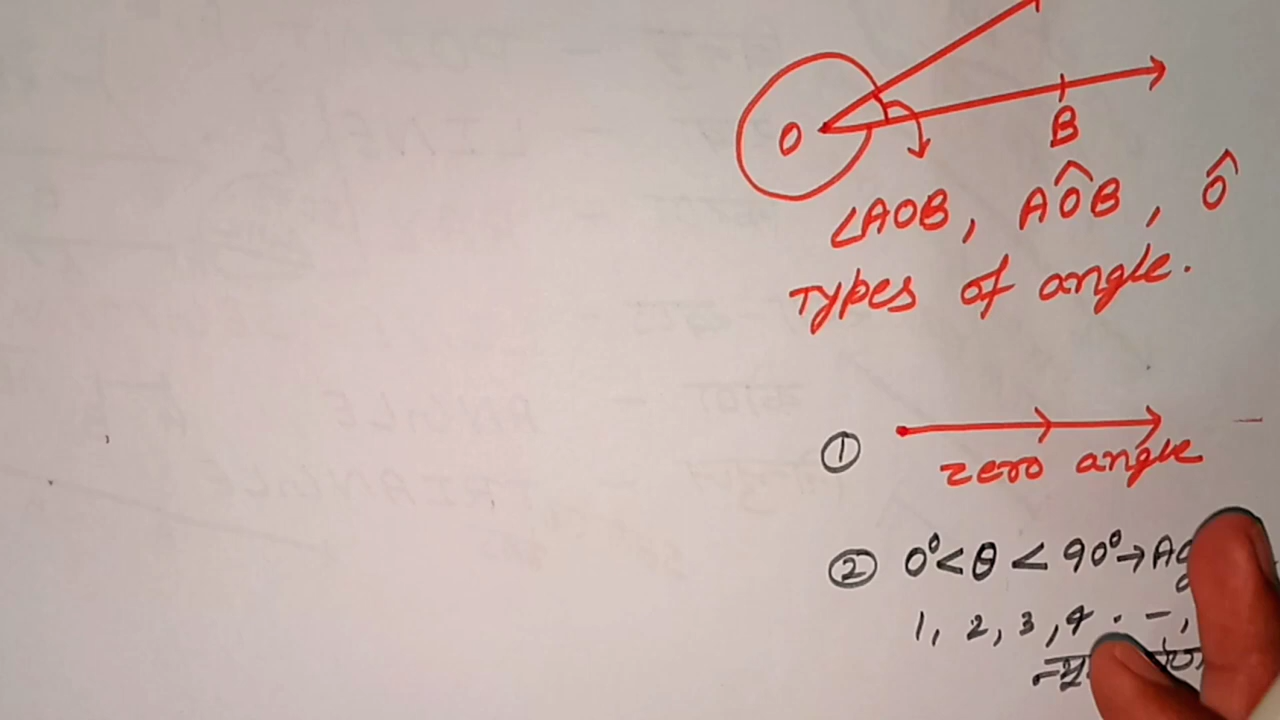 O
B
∠AOB, AÔB, Ô
Types of angle.
① zero angle
② 0° < θ < 90° →
1, 2, 3, 4